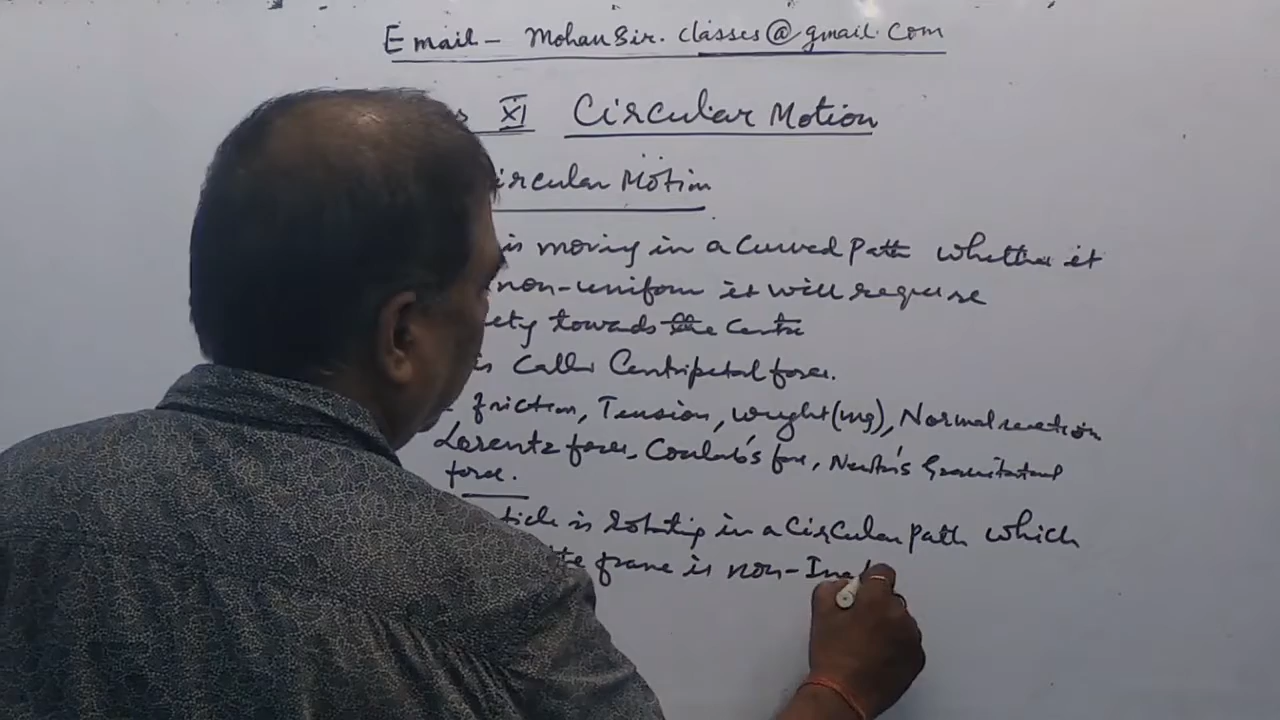 Email - mohansir.classes@gmail.com
XI Circular Motion
ircular Motion
is moving in a curved path whether it
non-uniform it will require
towards the centre
is called Centripetal force.
friction, Tension, weight (mg), Normal reaction
Lorentz force, Coulomb's force, Newton's Gravitational
force.
ticle is rotating in a circular path which
frame is non-Ine